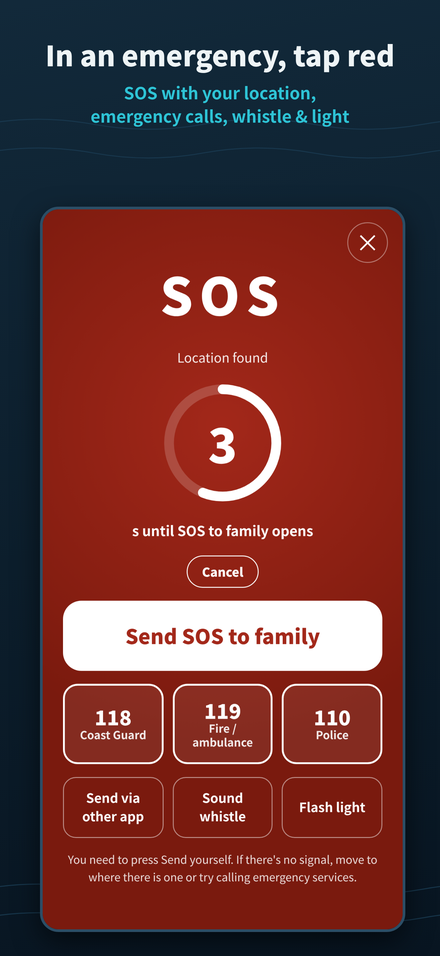 In an emergency, tap red
SOS with your location,
emergency calls, whistle & light
SOS
Location found
3
s until SOS to family opens
Cancel
Send SOS to family
118
Coast Guard
119
Fire /
ambulance
110
Police
Send via
other app
Sound
whistle
Flash light
You need to press Send yourself. If there's no signal, move to
where there is one or try calling emergency services.